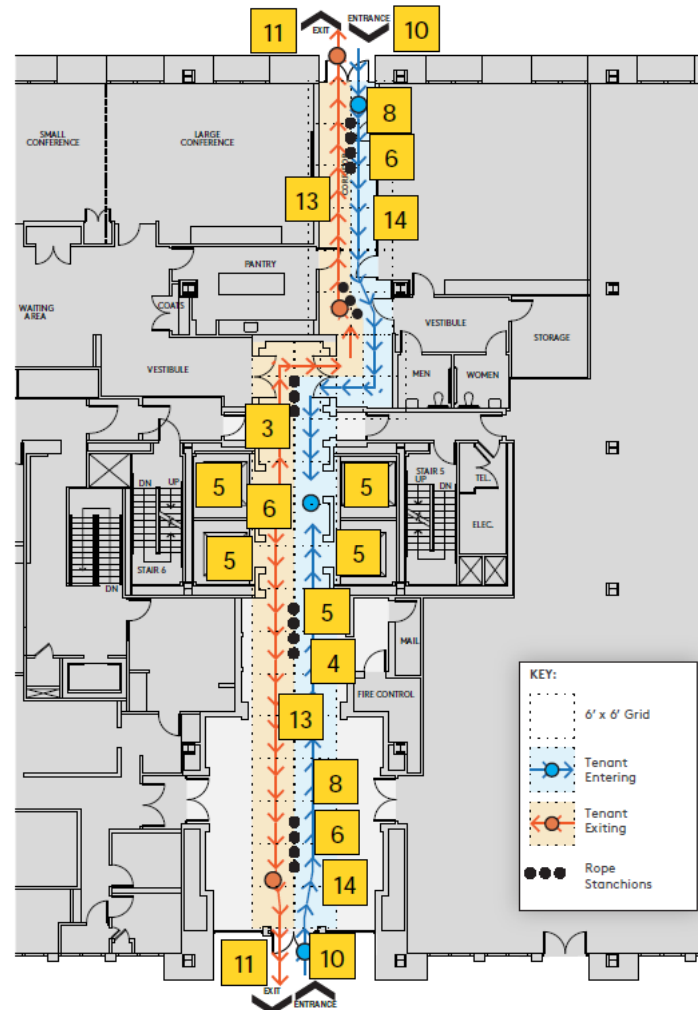 11
EXIT
ENTRANCE
10
SMALL
CONFERENCE
LARGE
CONFERENCE
8
6
CORRIDOR
13
14
PANTRY
COATS
WAITING
AREA
VESTIBULE
VESTIBULE
STORAGE
MEN
WOMEN
3
5
5
6
5
5
DN
UP
STAIR 6
DN
STAIR 5
UP
DN
TEL.
ELEC.
5
4
MAIL
FIRE CONTROL
13
8
6
14
11
10
EXIT
ENTRANCE
KEY:
6' x 6' Grid
Tenant
Entering
Tenant
Exiting
Rope
Stanchions